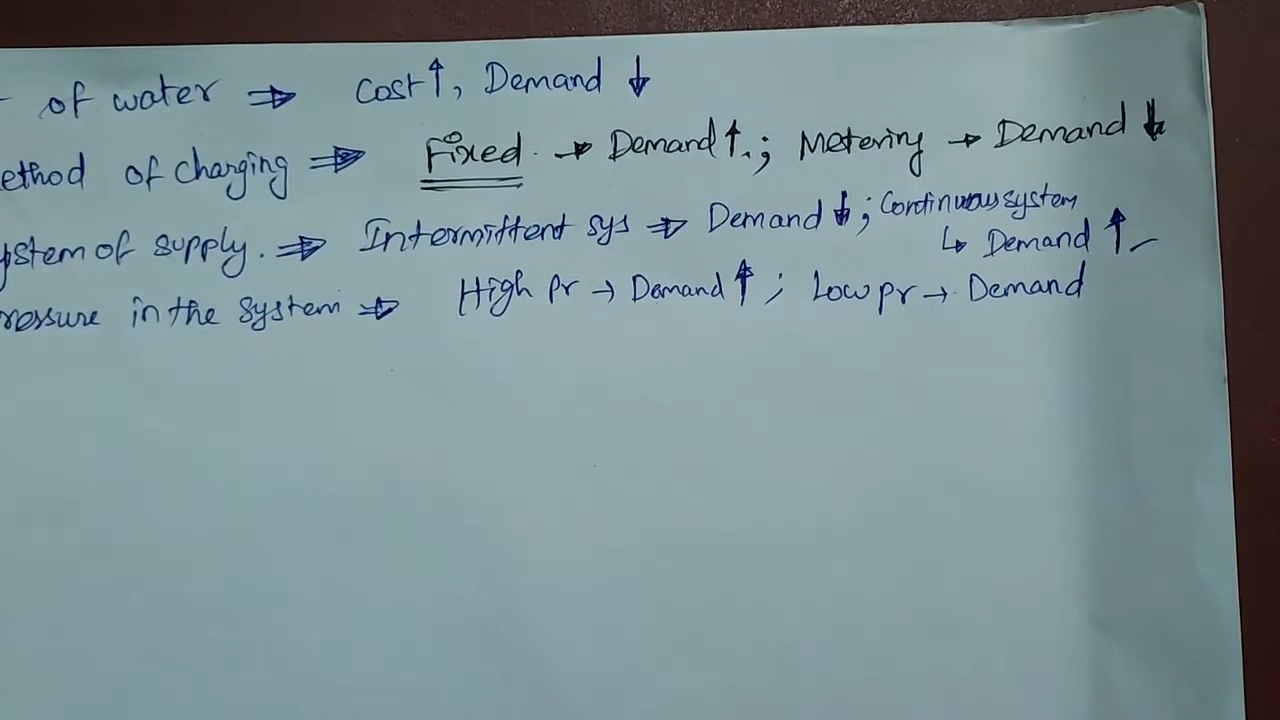 of water ⇒ Cost↑, Demand ↓
ethod of charging ⇒ Fixed. → Demand↑.; Metering → Demand ↓
ystem of supply. ⇒ Intermittent sys ⇒ Demand ↓; Continuous system
↳ Demand ↑
ressure in the system ⇒ High pr → Demand ↑; Low pr → Demand